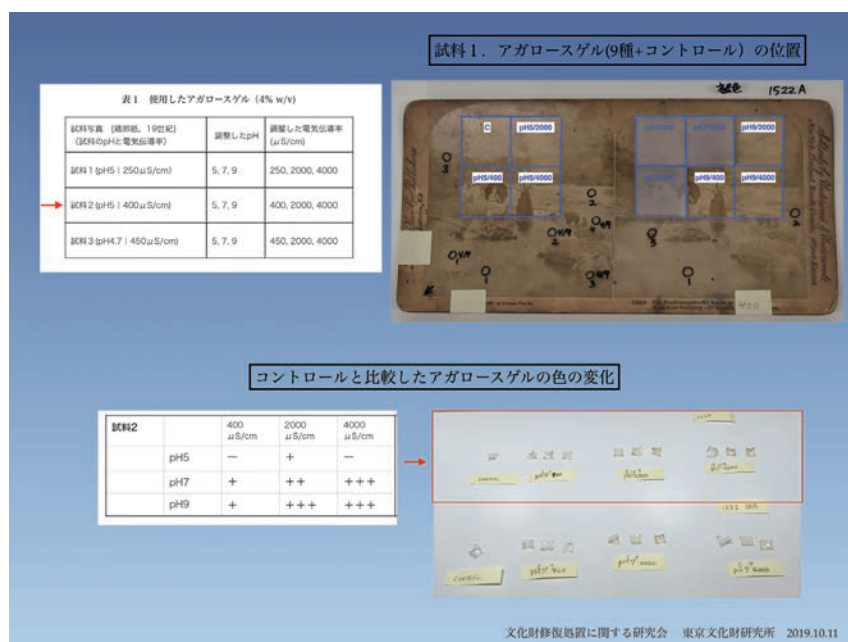 試料１．アガロースゲル(9種+コントロール）の位置
表1 使用したアガロースゲル（4% w/v）
試料写真 [鶏卵紙、19世紀]
（試料のpHと電気伝導率）
調整したpH
調整した電気伝導率
(μS/cm)
試料1 (pH5 | 250μS/cm)
5, 7, 9
250, 2000, 4000
試料2(pH5 | 400μS/cm)
5, 7, 9
400, 2000, 4000
試料3 (pH4.7 | 450μS/cm)
5, 7, 9
450, 2000, 4000
1522 A
C
pH5/2000
pH9/2000
pH5/400
pH5/4000
pH9/400
pH9/4000
400
コントロールと比較したアガロースゲルの色の変化
試料2
400
μS/cm
2000
μS/cm
4000
μS/cm
pH5
−
+
−
pH7
+
++
+++
pH9
+
+++
+++
CONTROL
CONTROL
文化財修復処置に関する研究会 東京文化財研究所 2019.10.11